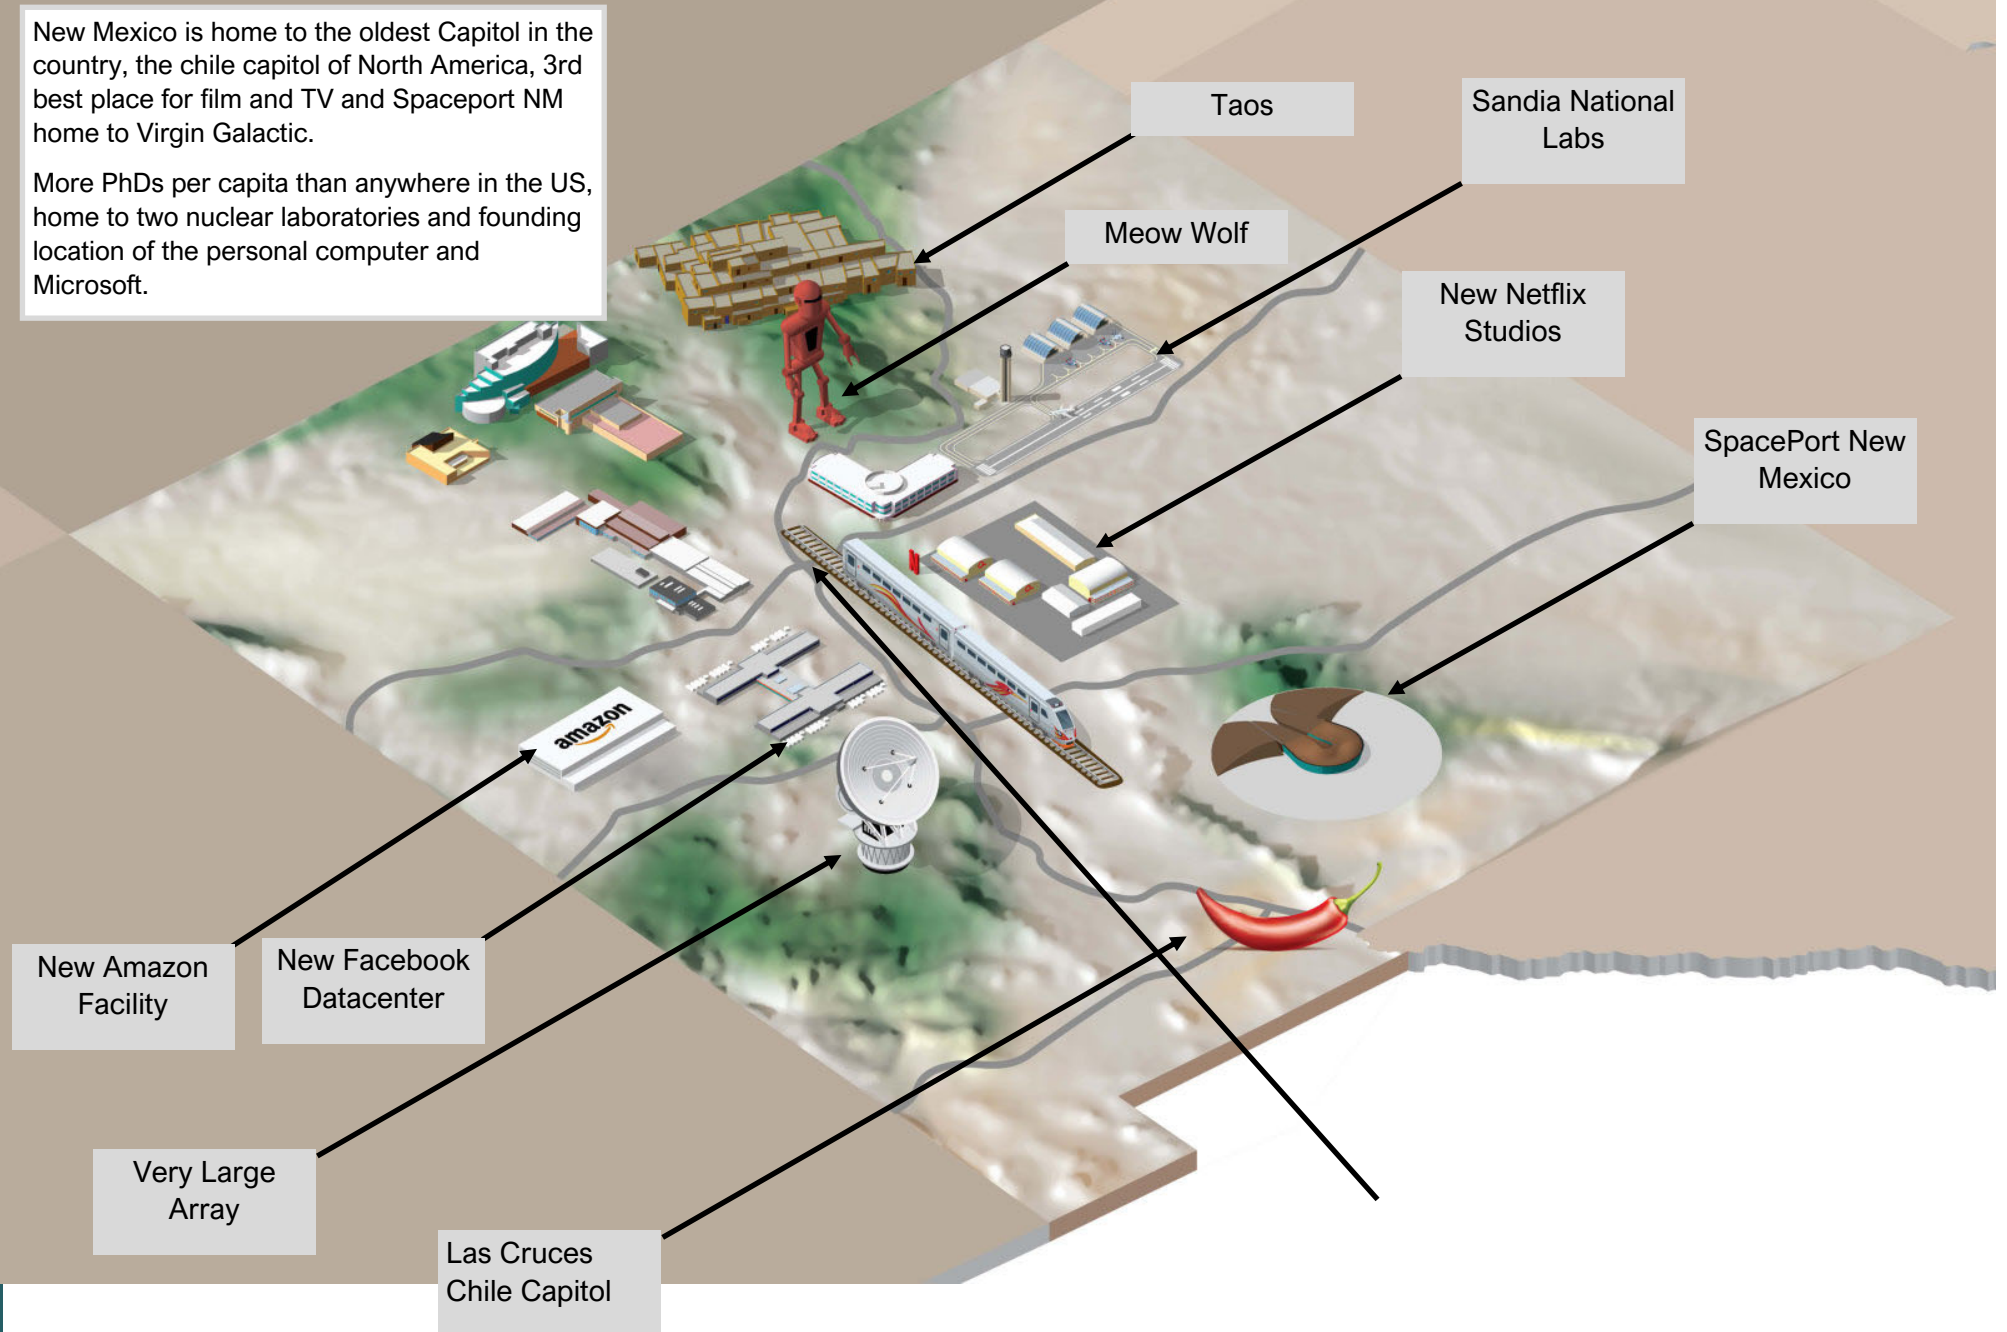 New Mexico is home to the oldest Capitol in the
country, the chile capitol of North America, 3rd
best place for film and TV and Spaceport NM
home to Virgin Galactic.
More PhDs per capita than anywhere in the US,
home to two nuclear laboratories and founding
location of the personal computer and
Microsoft.
Taos
Sandia National
Labs
Meow Wolf
New Netflix
Studios
SpacePort New
Mexico
amazon
New Amazon
Facility
New Facebook
Datacenter
Very Large
Array
Las Cruces
Chile Capitol